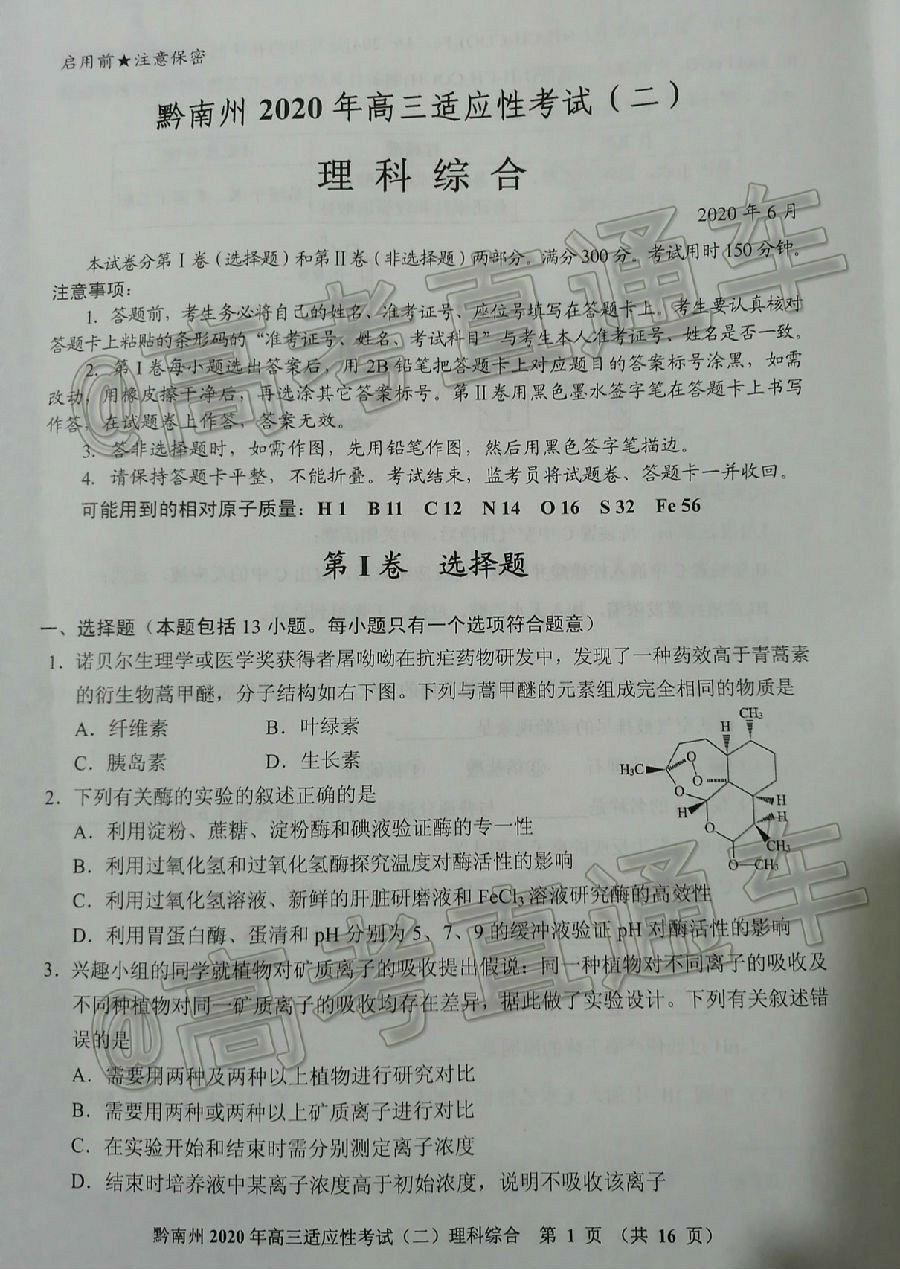 启用前★注意保密
黔南州 2020 年高三适应性考试（二）
理 科 综 合
2020 年 6 月
本试卷分第 Ⅰ 卷（选择题）和第 Ⅱ 卷（非选择题）两部分。满分 300 分。考试用时 150 分钟。
注意事项：
1. 答题前，考生务必将自己的姓名、准考证号、座位号填写在答题卡上。考生要认真核对
答题卡上粘贴的条形码的“准考证号、姓名、考试科目”与考生本人准考证号、姓名是否一致。
2. 第 Ⅰ 卷每小题选出答案后，用 2B 铅笔把答题卡上对应题目的答案标号涂黑，如需
改动，用橡皮擦干净后，再选涂其它答案标号。第 Ⅱ 卷用黑色墨水签字笔在答题卡上书写
作答，在试题卷上作答，答案无效。
3. 答非选择题时，如需作图，先用铅笔作图，然后用黑色签字笔描边。
4. 请保持答题卡平整，不能折叠。考试结束，监考员将试题卷、答题卡一并收回。
可能用到的相对原子质量：H 1 B 11 C 12 N 14 O 16 S 32 Fe 56
第 Ⅰ 卷 选择题
一、选择题（本题包括 13 小题。每小题只有一个选项符合题意）
1．诺贝尔生理学或医学奖获得者屠呦呦在抗疟药物研发中，发现了一种药效高于青蒿素
的衍生物蒿甲醚，分子结构如右下图。下列与蒿甲醚的元素组成完全相同的物质是
A．纤维素 B．叶绿素
C．胰岛素 D．生长素
CH₃
H
H₃C
O
O
O
H
H
H
O
CH₃
O—CH₃
2．下列有关酶的实验的叙述正确的是
A．利用淀粉、蔗糖、淀粉酶和碘液验证酶的专一性
B．利用过氧化氢和过氧化氢酶探究温度对酶活性的影响
C．利用过氧化氢溶液、新鲜的肝脏研磨液和 FeCl₃ 溶液研究酶的高效性
D．利用胃蛋白酶、蛋清和 pH 分别为 5、7、9 的缓冲液验证 pH 对酶活性的影响
3．兴趣小组的同学就植物对矿质离子的吸收提出假说：同一种植物对不同离子的吸收及
不同种植物对同一矿质离子的吸收均存在差异，据此做了实验设计。下列有关叙述错
误的是
A．需要用两种及两种以上植物进行研究对比
B．需要用两种或两种以上矿质离子进行对比
C．在实验开始和结束时需分别测定离子浓度
D．结束时培养液中某离子浓度高于初始浓度，说明不吸收该离子
黔南州 2020 年高三适应性考试（二）理科综合 第 1 页 （共 16 页）
@高考直通车
@高考直通车